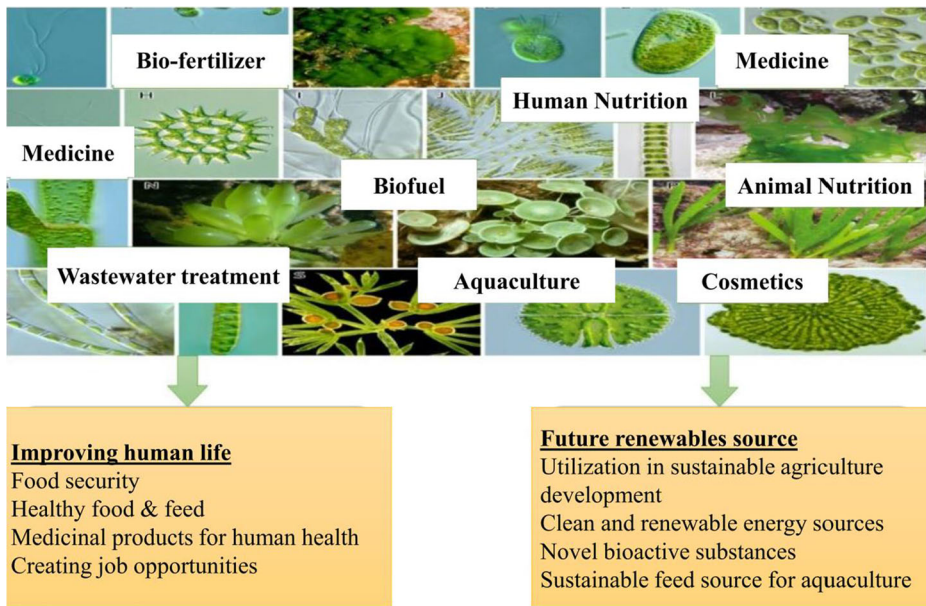 Bio-fertilizer
Medicine
Human Nutrition
Medicine
Biofuel
Animal Nutrition
Wastewater treatment
Aquaculture
Cosmetics
H
J
N
S
Improving human life
Food security
Healthy food & feed
Medicinal products for human health
Creating job opportunities
Future renewables source
Utilization in sustainable agriculture
development
Clean and renewable energy sources
Novel bioactive substances
Sustainable feed source for aquaculture